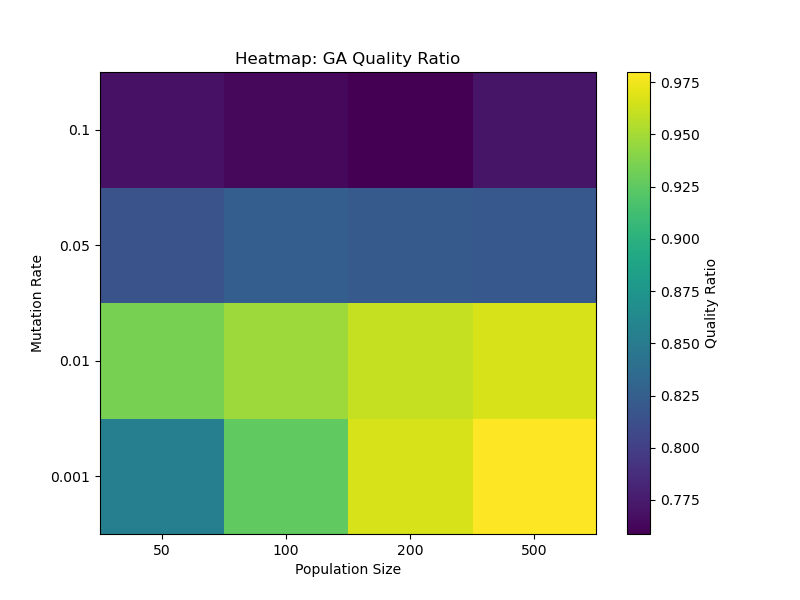 Heatmap: GA Quality Ratio
Mutation Rate
0.1
0.05
0.01
0.001
50 100 200 500
Population Size
0.975
0.950
0.925
0.900
0.875
0.850
0.825
0.800
0.775
Quality Ratio